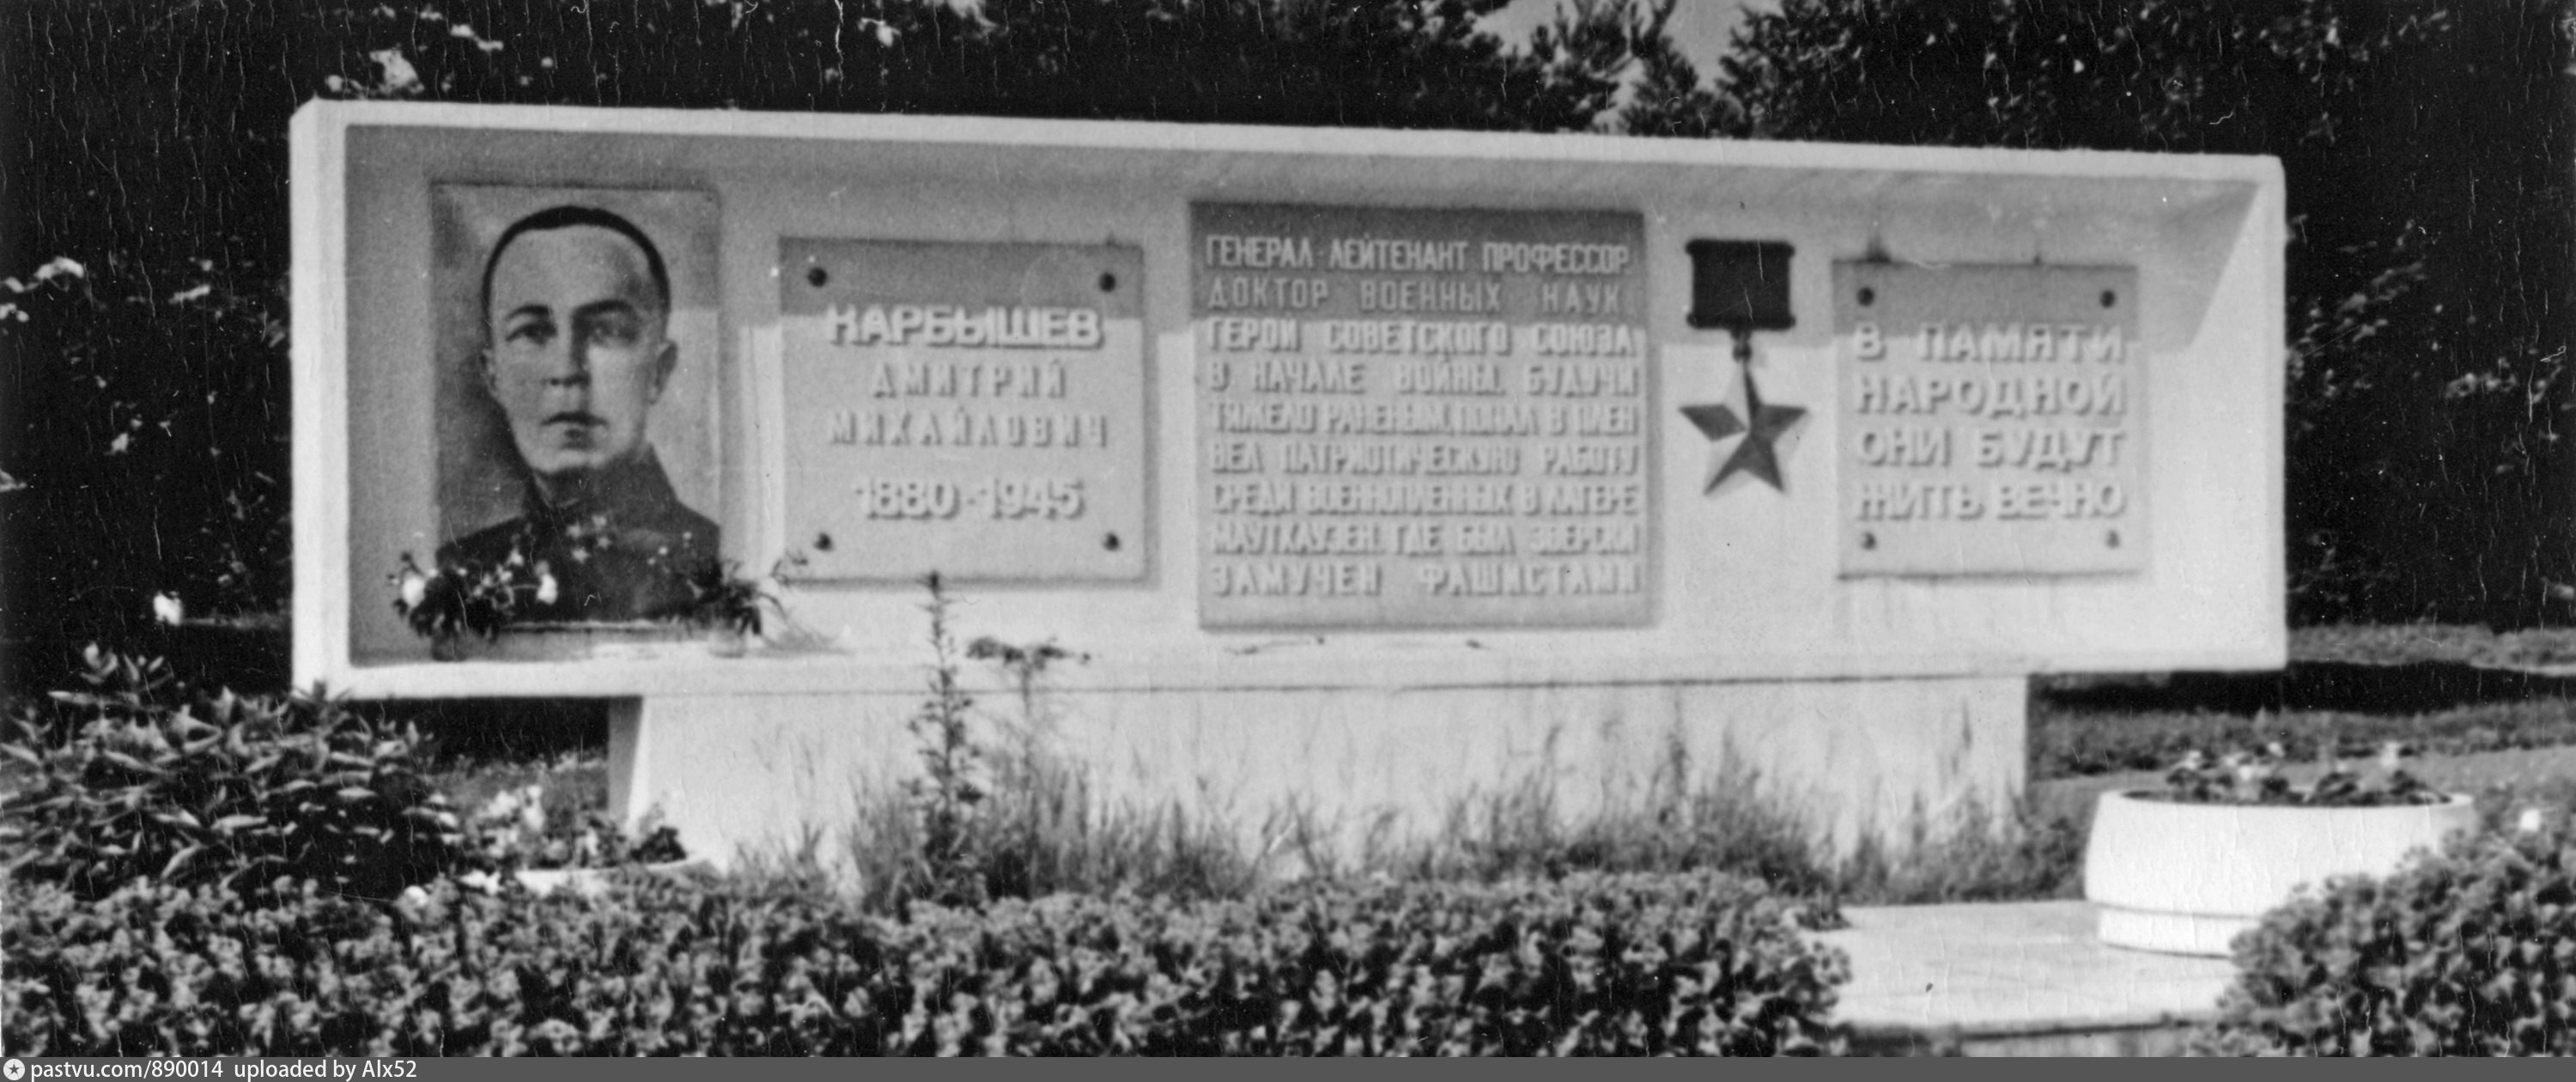 КАРБЫШЕВ
ДМИТРИЙ
МИХАЙЛОВИЧ
1880-1945
ГЕНЕРАЛ-ЛЕЙТЕНАНТ ПРОФЕССОР
ДОКТОР ВОЕННЫХ НАУК
ГЕРОЙ СОВЕТСКОГО СОЮЗА
В НАЧАЛЕ ВОЙНЫ, БУДУЧИ
ТЯЖЕЛО РАНЕНЫМ, ПОПАЛ В ПЛЕН
ВЕЛ ПАТРИОТИЧЕСКУЮ РАБОТУ
СРЕДИ ВОЕННОПЛЕННЫХ В ЛАГЕРЕ
МАУТХАУЗЕН, ГДЕ БЫЛ ЗВЕРСКИ
ЗАМУЧЕН ФАШИСТАМИ
В ПАМЯТИ
НАРОДНОЙ
ОНИ БУДУТ
ЖИТЬ ВЕЧНО
pastvu.com/890014 uploaded by Alx52